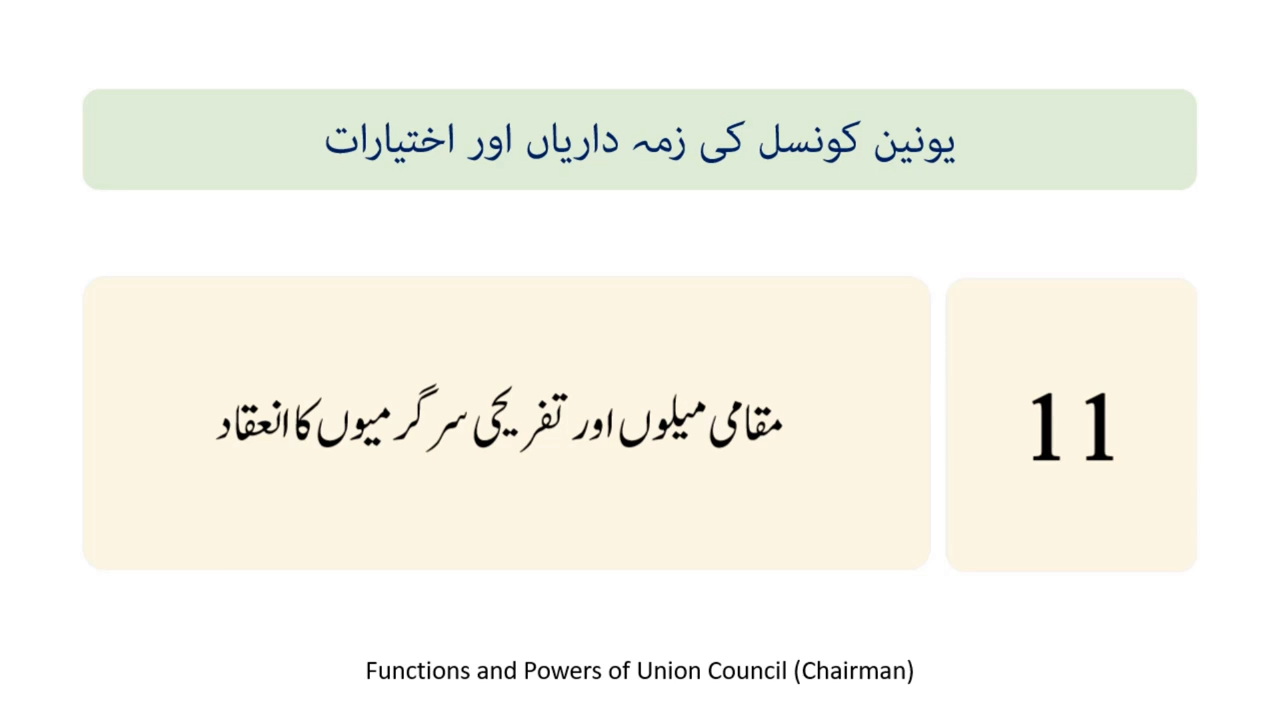 یونین کونسل کی زمہ داریاں اور اختیارات
11
مقامی میلوں اور تفریحی سرگرمیوں کا انعقاد
Functions and Powers of Union Council (Chairman)